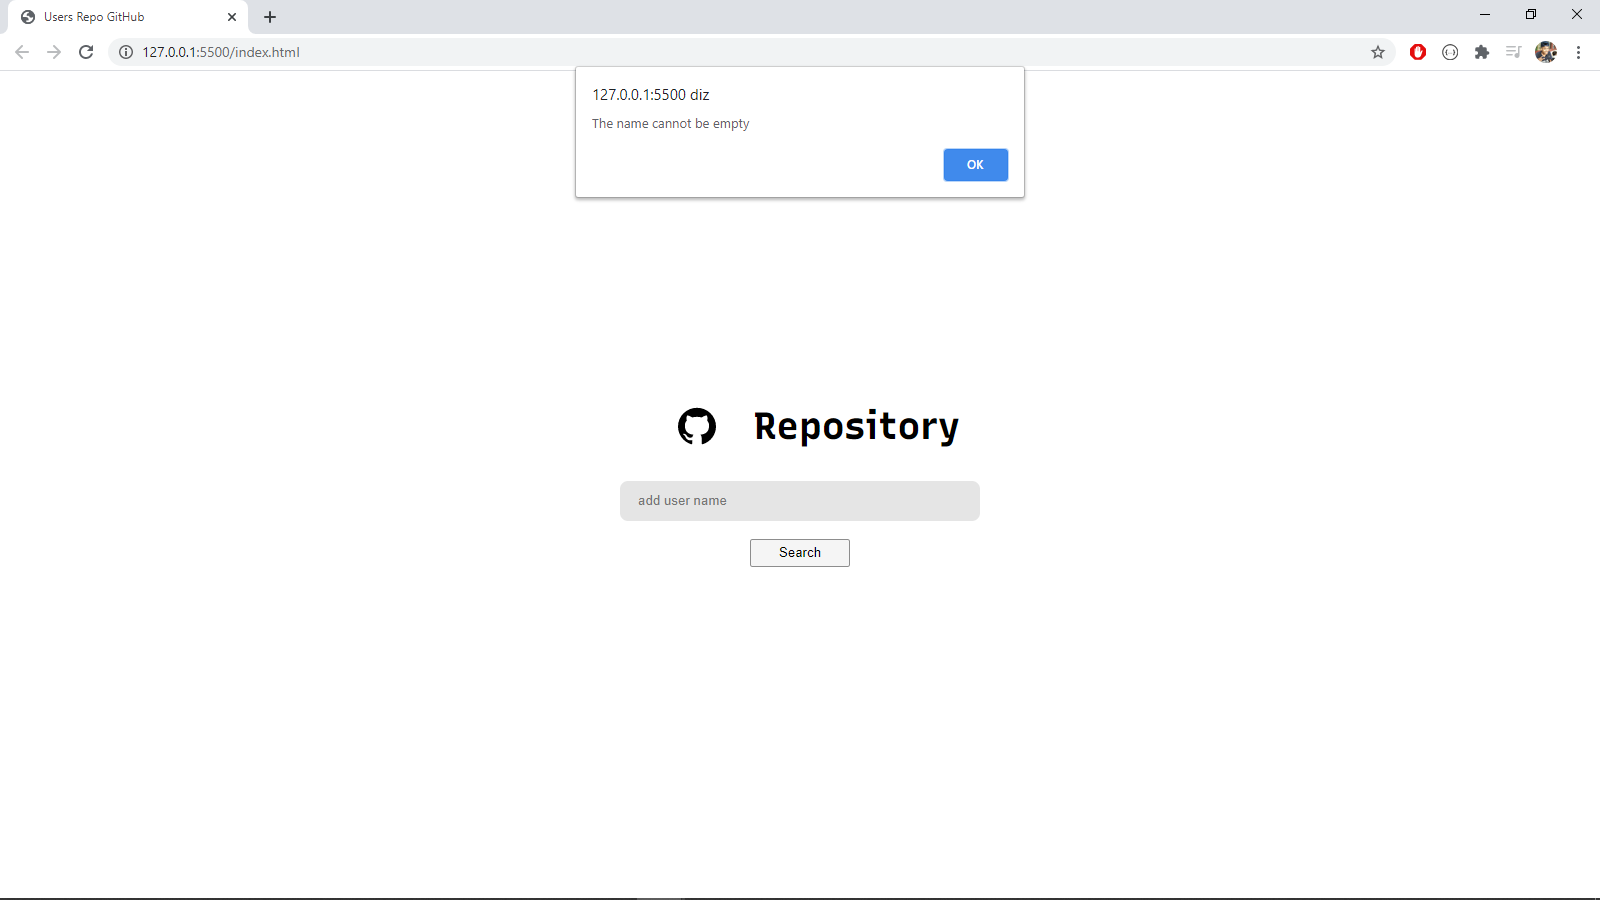 Users Repo GitHub
127.0.0.1:5500/index.html
127.0.0.1:5500 diz
The name cannot be empty
OK
Repository
add user name
Search